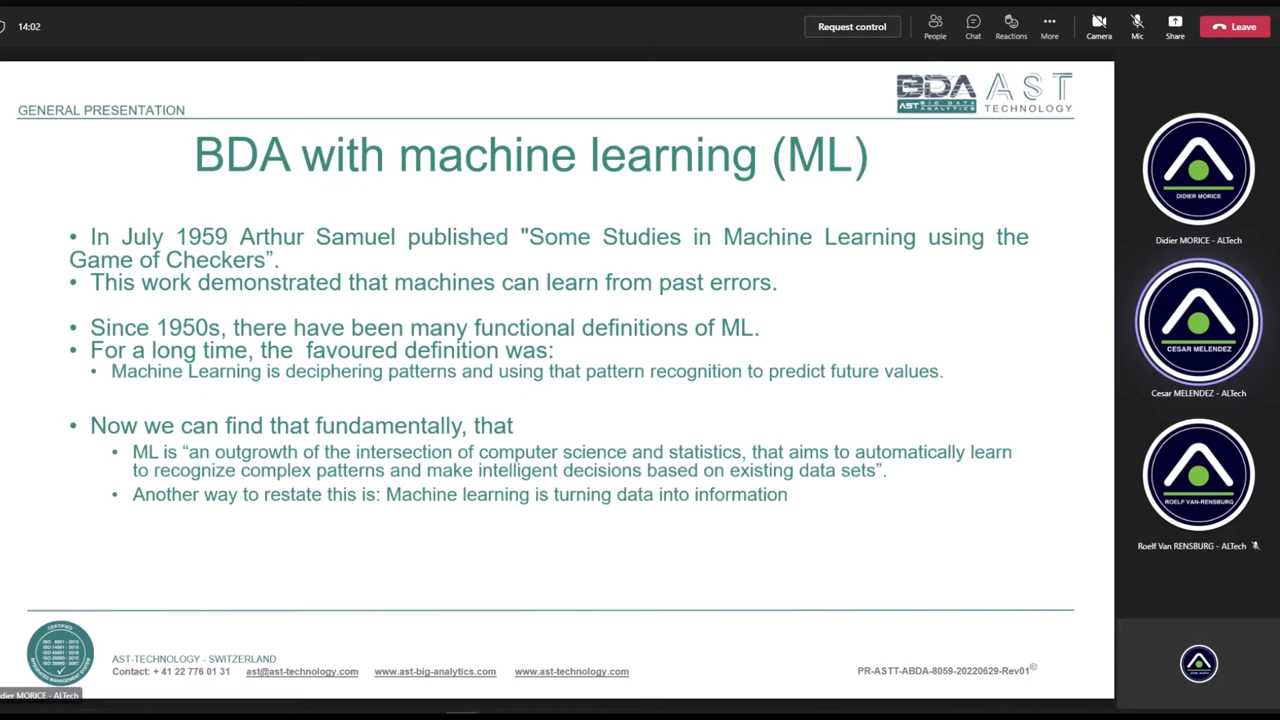 14:02
Request control
People
Chat
Reactions
More
Camera
Mic
Share
Leave
GENERAL PRESENTATION
BDA
AST BIG DATA
ANALYTICS
AST
TECHNOLOGY
BDA with machine learning (ML)
• In July 1959 Arthur Samuel published "Some Studies in Machine Learning using the
Game of Checkers”.
• This work demonstrated that machines can learn from past errors.
• Since 1950s, there have been many functional definitions of ML.
• For a long time, the favoured definition was:
• Machine Learning is deciphering patterns and using that pattern recognition to predict future values.
• Now we can find that fundamentally, that
• ML is “an outgrowth of the intersection of computer science and statistics, that aims to automatically learn
to recognize complex patterns and make intelligent decisions based on existing data sets”.
• Another way to restate this is: Machine learning is turning data into information
DIDIER MORICE
Didier MORICE - ALTech
CESAR MELENDEZ
Cesar MELENDEZ - ALTech
ROELF VAN-RENSBURG
Roelf Van RENSBURG - ALTech
CERTIFIED
ISO 9001 - 2015
ISO 14001 - 2015
ISO 45001 - 2018
INTEGRATED MANAGEMENT SYSTEM
AST-TECHNOLOGY - SWITZERLAND
Contact: + 41 22 776 01 31 ast@ast-technology.com www.ast-big-analytics.com www.ast-technology.com
PR-ASTT-ABDA-8059-20220629-Rev01©
dier MORICE - ALTech